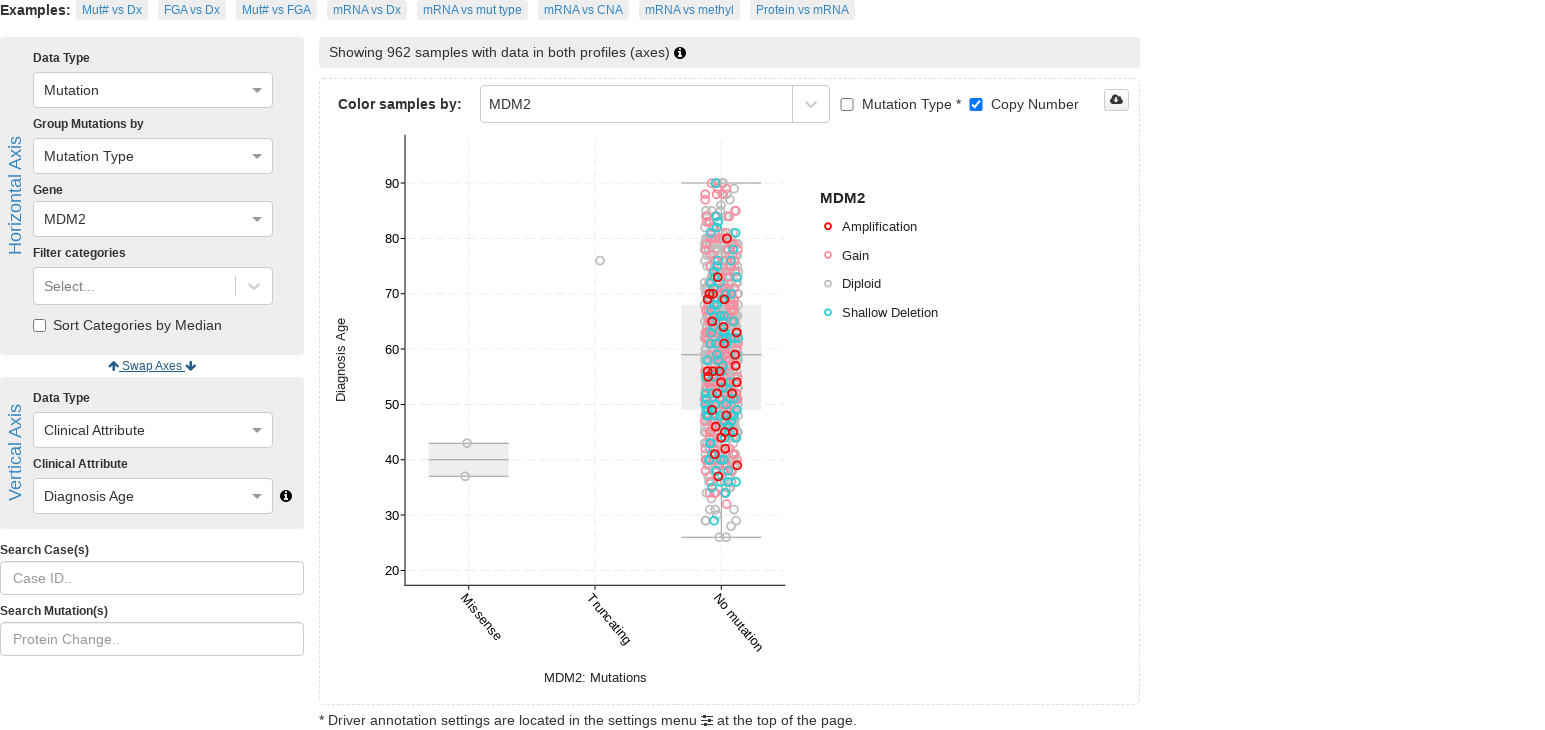 Examples: Mut# vs Dx FGA vs Dx Mut# vs FGA mRNA vs Dx mRNA vs mut type mRNA vs CNA mRNA vs methyl Protein vs mRNA
Horizontal Axis
Data Type
Mutation
Group Mutations by
Mutation Type
Gene
MDM2
Filter categories
Select...
Sort Categories by Median
Swap Axes
Vertical Axis
Data Type
Clinical Attribute
Clinical Attribute
Diagnosis Age
Search Case(s)
Case ID..
Search Mutation(s)
Protein Change..
Showing 962 samples with data in both profiles (axes)
Color samples by: MDM2 Mutation Type * Copy Number
Diagnosis Age
90
80
70
60
50
40
30
20
Missense
Truncating
No mutation
MDM2: Mutations
MDM2
Amplification
Gain
Diploid
Shallow Deletion
* Driver annotation settings are located in the settings menu at the top of the page.